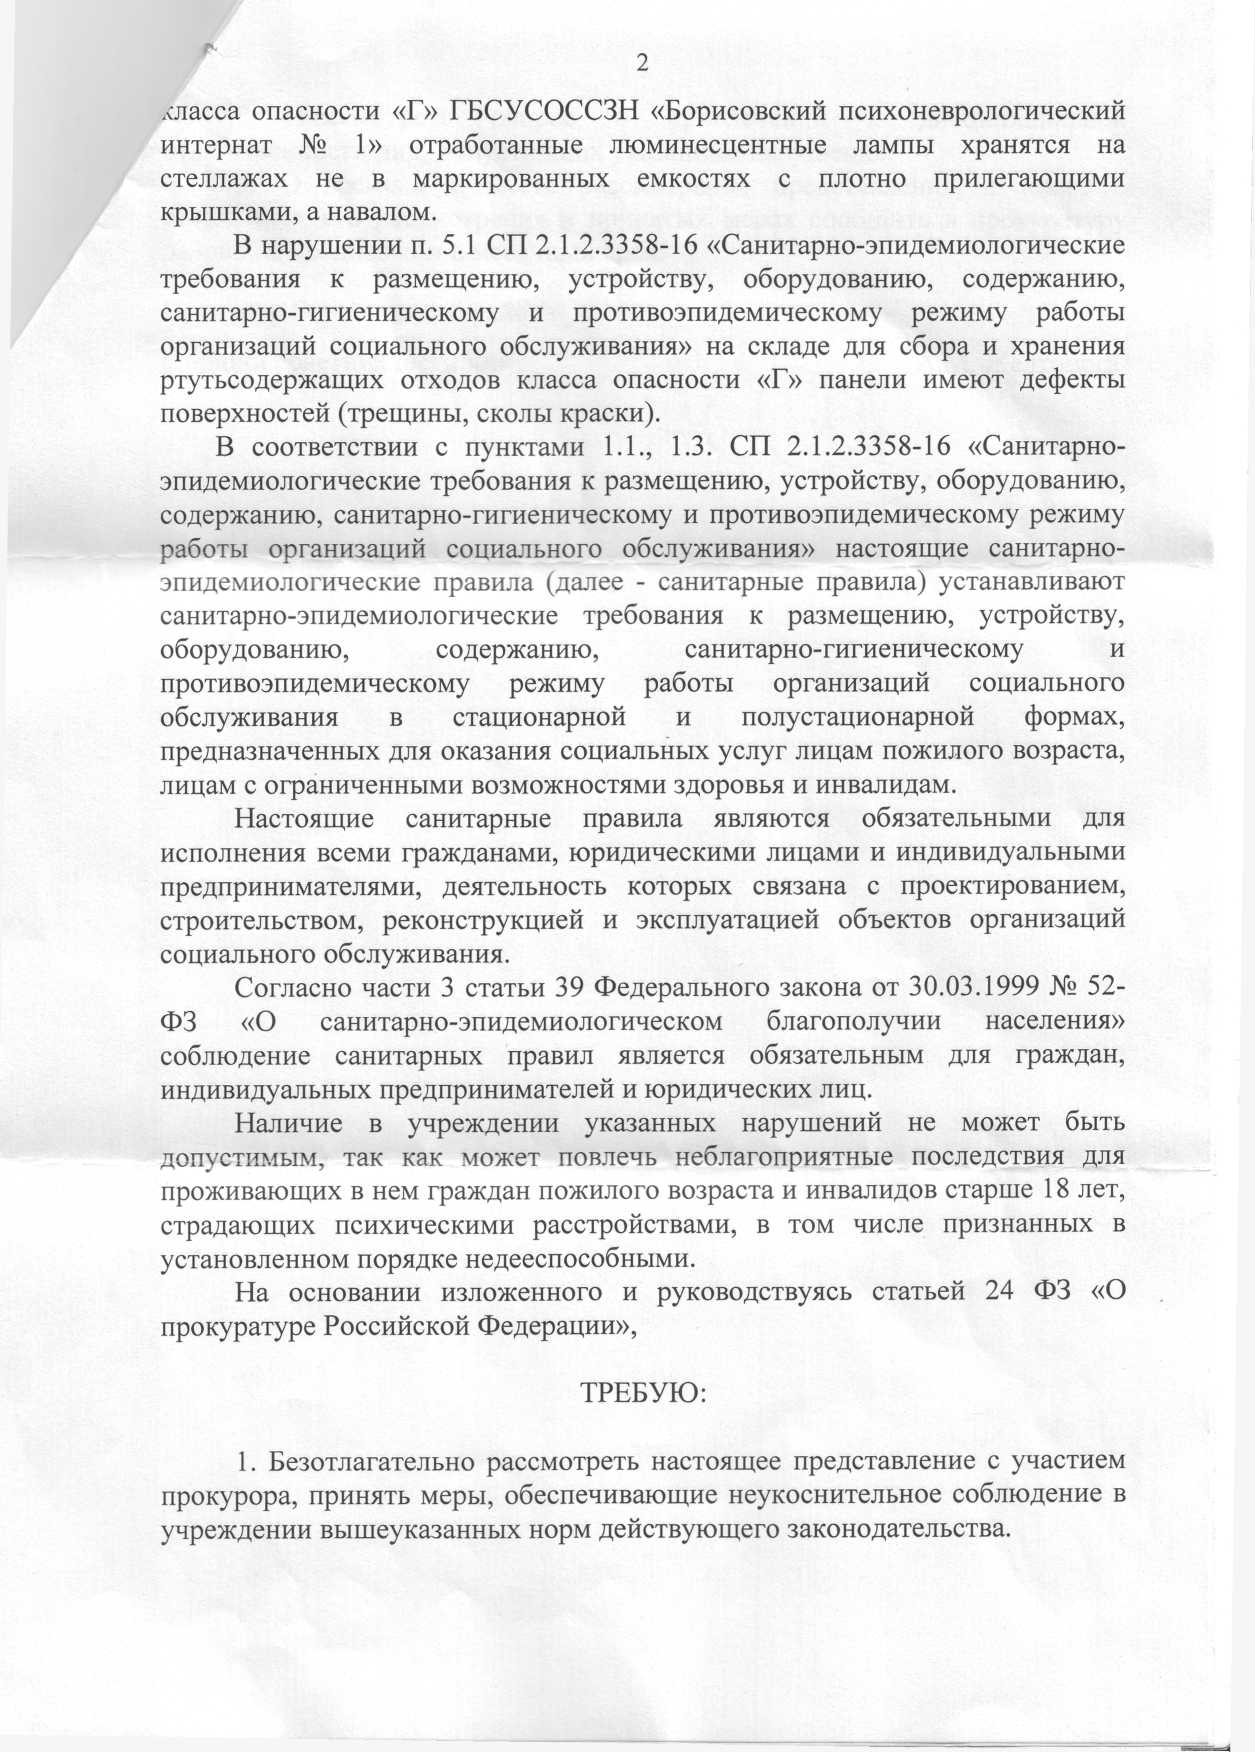 2
класса опасности «Г» ГБСУСОССЗН «Борисовский психоневрологический
интернат № 1» отработанные люминесцентные лампы хранятся на
стеллажах не в маркированных емкостях с плотно прилегающими
крышками, а навалом.
В нарушении п. 5.1 СП 2.1.2.3358-16 «Санитарно-эпидемиологические
требования к размещению, устройству, оборудованию, содержанию,
санитарно-гигиеническому и противоэпидемическому режиму работы
организаций социального обслуживания» на складе для сбора и хранения
ртутьсодержащих отходов класса опасности «Г» панели имеют дефекты
поверхностей (трещины, сколы краски).
В соответствии с пунктами 1.1., 1.3. СП 2.1.2.3358-16 «Санитарно-
эпидемиологические требования к размещению, устройству, оборудованию,
содержанию, санитарно-гигиеническому и противоэпидемическому режиму
работы организаций социального обслуживания» настоящие санитарно-
эпидемиологические правила (далее - санитарные правила) устанавливают
санитарно-эпидемиологические требования к размещению, устройству,
оборудованию, содержанию, санитарно-гигиеническому и
противоэпидемическому режиму работы организаций социального
обслуживания в стационарной и полустационарной формах,
предназначенных для оказания социальных услуг лицам пожилого возраста,
лицам с ограниченными возможностями здоровья и инвалидам.
Настоящие санитарные правила являются обязательными для
исполнения всеми гражданами, юридическими лицами и индивидуальными
предпринимателями, деятельность которых связана с проектированием,
строительством, реконструкцией и эксплуатацией объектов организаций
социального обслуживания.
Согласно части 3 статьи 39 Федерального закона от 30.03.1999 № 52-
ФЗ «О санитарно-эпидемиологическом благополучии населения»
соблюдение санитарных правил является обязательным для граждан,
индивидуальных предпринимателей и юридических лиц.
Наличие в учреждении указанных нарушений не может быть
допустимым, так как может повлечь неблагоприятные последствия для
проживающих в нем граждан пожилого возраста и инвалидов старше 18 лет,
страдающих психическими расстройствами, в том числе признанных в
установленном порядке недееспособными.
На основании изложенного и руководствуясь статьей 24 ФЗ «О
прокуратуре Российской Федерации»,
ТРЕБУЮ:
1. Безотлагательно рассмотреть настоящее представление с участием
прокурора, принять меры, обеспечивающие неукоснительное соблюдение в
учреждении вышеуказанных норм действующего законодательства.